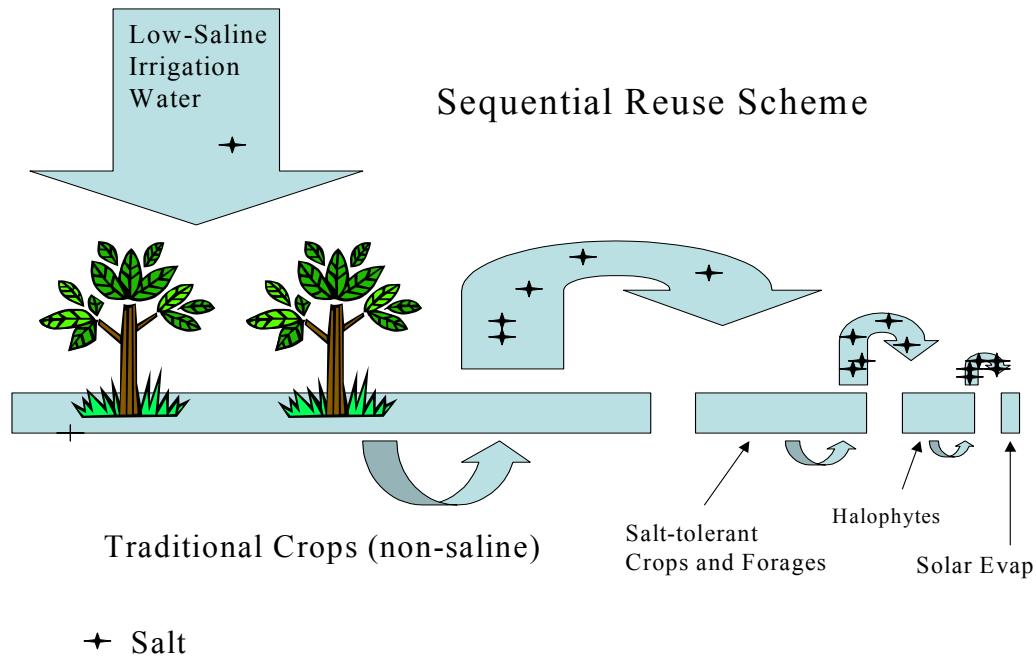 Low-Saline
Irrigation
Water
Sequential Reuse Scheme
Traditional Crops (non-saline)
Salt-tolerant
Crops and Forages
Halophytes
Solar Evap
Salt